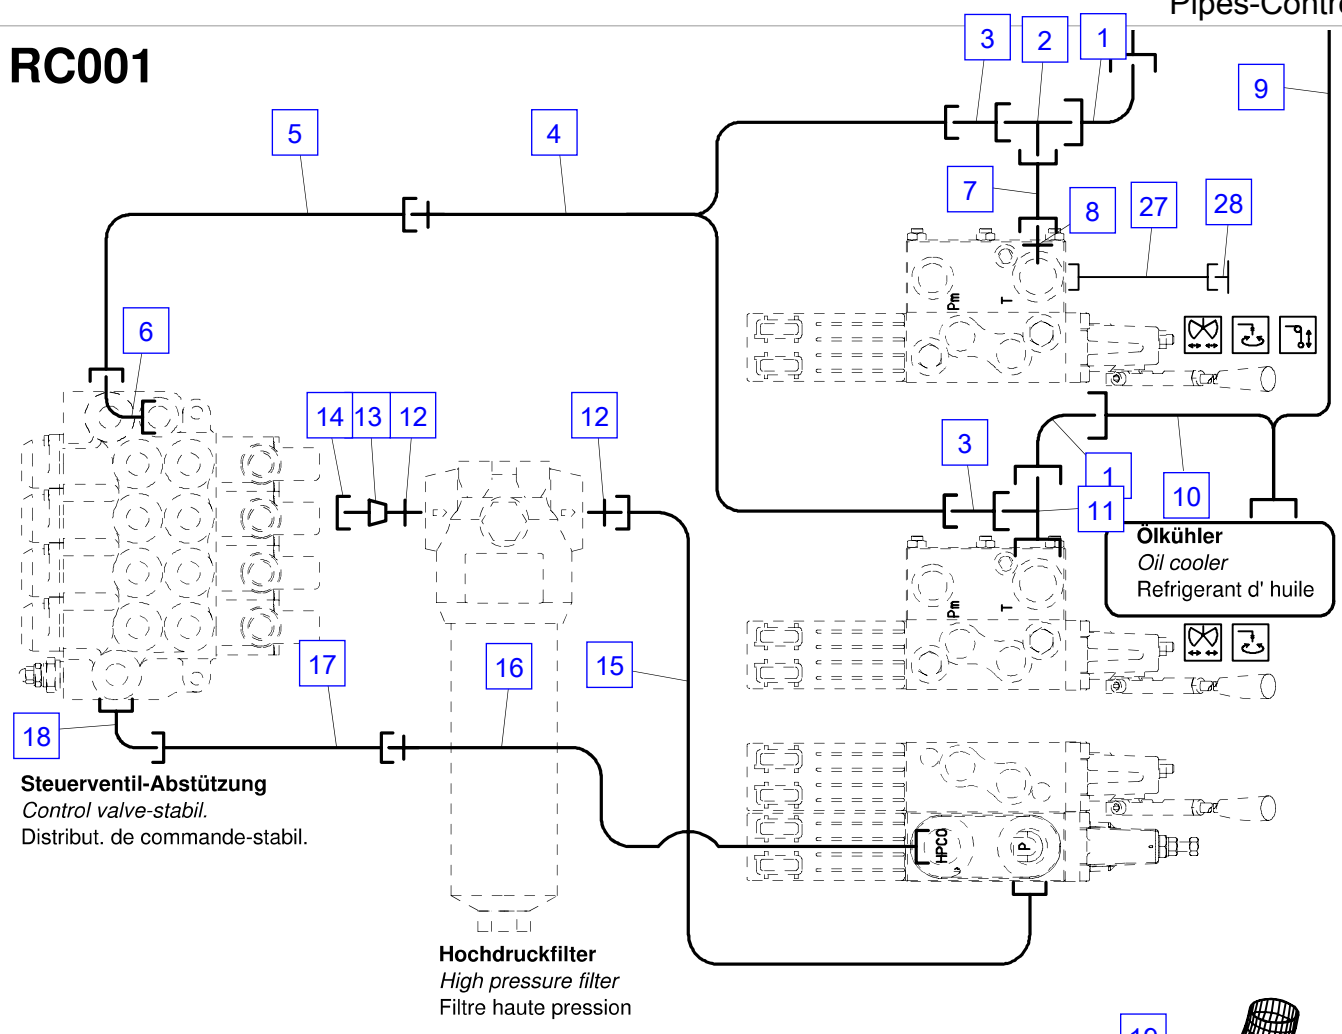 Pipes-Contr
RC001
3
2
1
9
5
4
7
8
27
28
Pm
T
6
14
13
12
12
3
1
10
11
Ölkühler
Oil cooler
Refrigerant d' huile
Pm
T
17
16
15
18
Steuerventil-Abstützung
Control valve-stabil.
Distribut. de commande-stabil.
HPCO
P
Hochdruckfilter
High pressure filter
Filtre haute pression
19